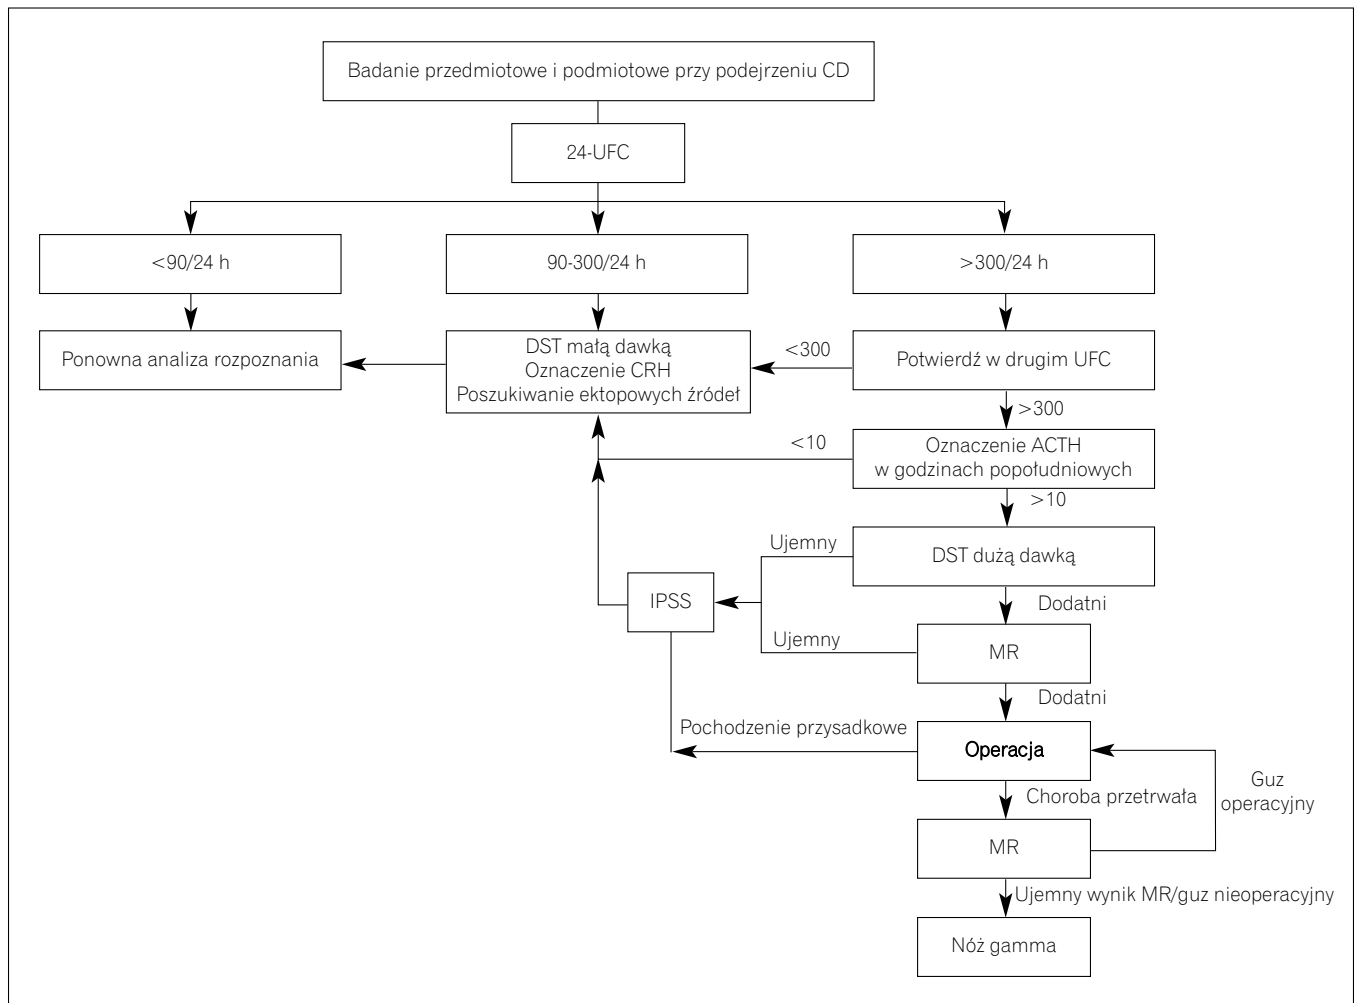 Badanie przedmiotowe i podmiotowe przy podejrzeniu CD
24-UFC
<90/24 h
90-300/24 h
>300/24 h
Ponowna analiza rozpoznania
DST małą dawką
Oznaczenie CRH
Poszukiwanie ektopowych źródeł
<300
Potwierdź w drugim UFC
>300
<10
Oznaczenie ACTH
w godzinach popołudniowych
>10
Ujemny
DST dużą dawką
IPSS
Dodatni
Ujemny
MR
Dodatni
Pochodzenie przysadkowe
Operacja
Choroba przetrwała
Guz
operacyjny
MR
Ujemny wynik MR/guz nieoperacyjny
Nóż gamma